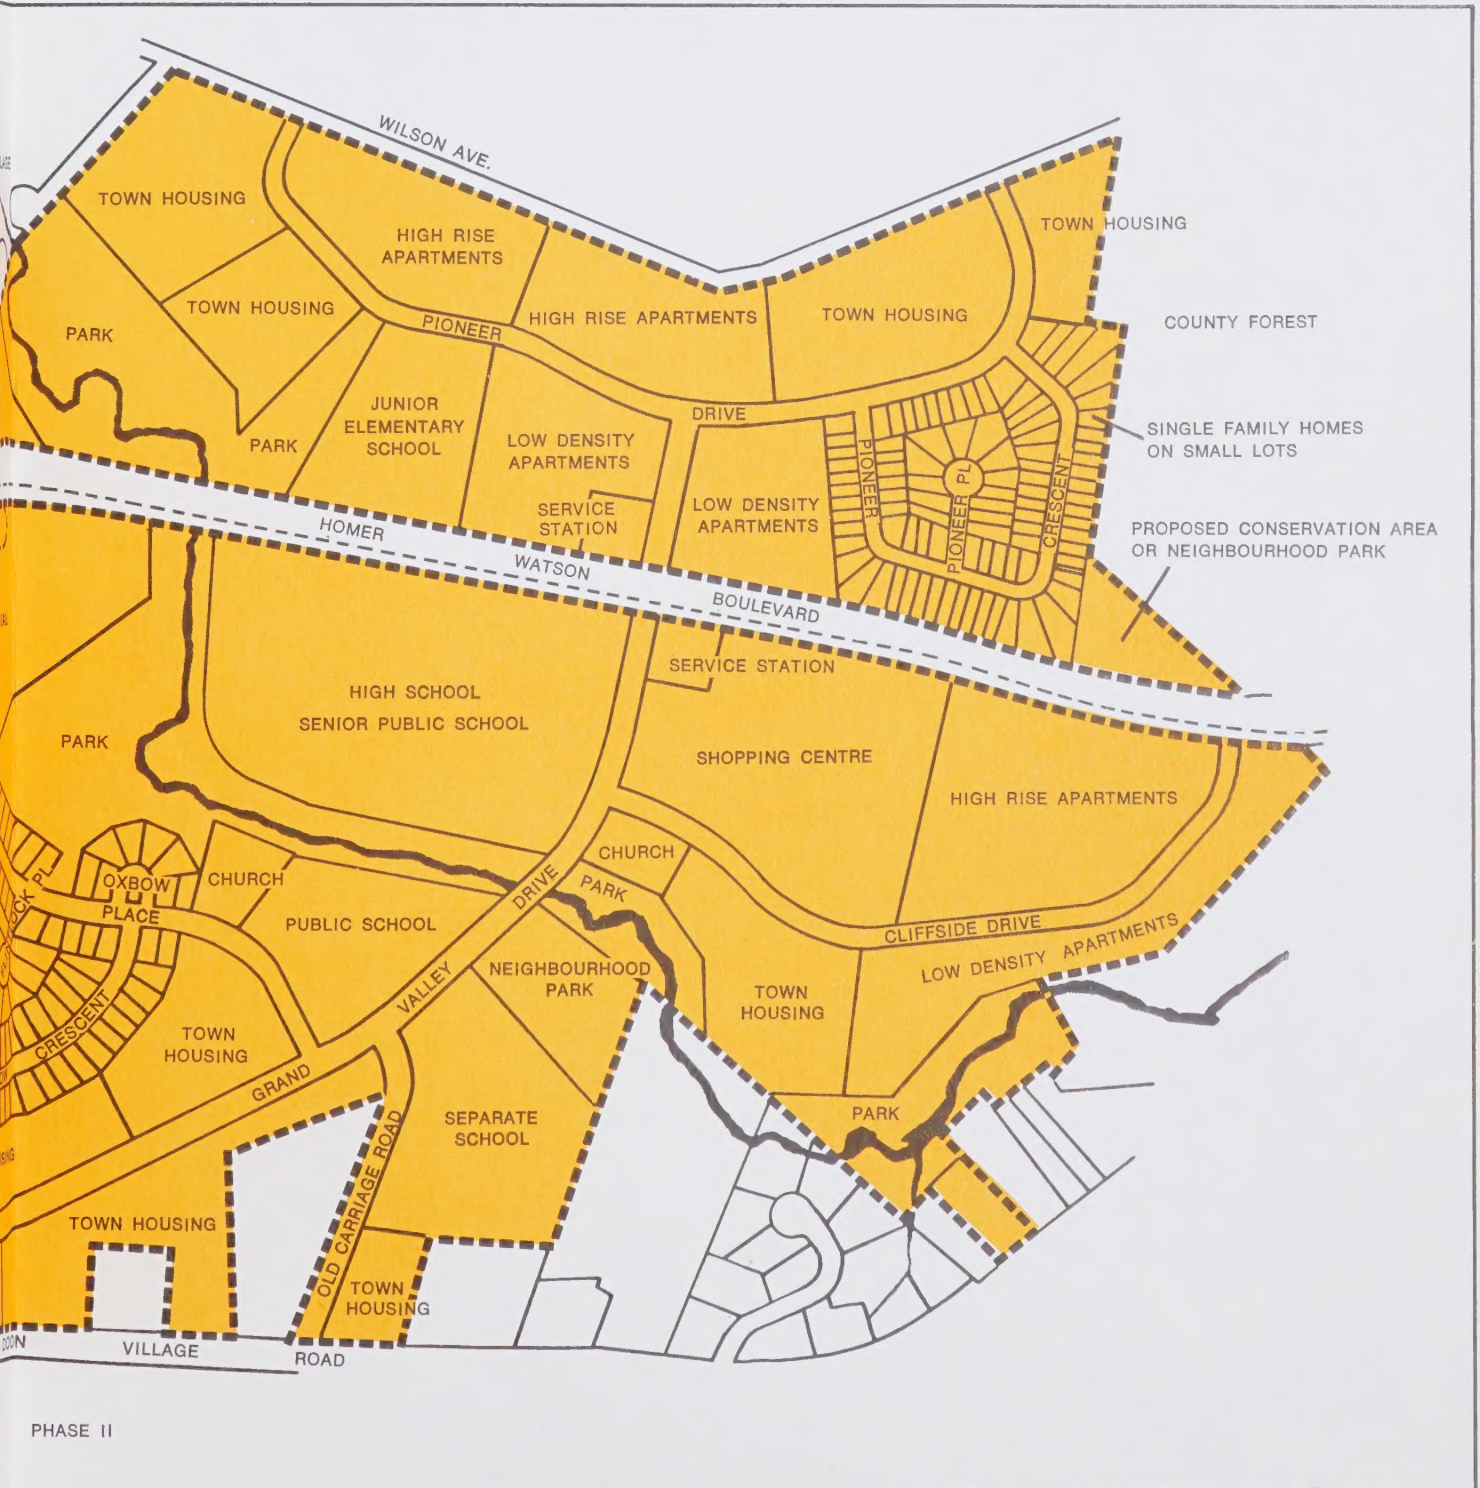 WILSON AVE.
TOWN HOUSING
HIGH RISE
APARTMENTS
TOWN HOUSING
COUNTY FOREST
TOWN HOUSING
PIONEER
HIGH RISE APARTMENTS
TOWN HOUSING
PARK
DRIVE
JUNIOR
ELEMENTARY
SCHOOL
PARK
LOW DENSITY
APARTMENTS
SERVICE
STATION
LOW DENSITY
APARTMENTS
PIONEER
PIONEER PL
CRESCENT
SINGLE FAMILY HOMES
ON SMALL LOTS
PROPOSED CONSERVATION AREA
OR NEIGHBOURHOOD PARK
HOMER
WATSON
BOULEVARD
HIGH SCHOOL
SENIOR PUBLIC SCHOOL
SERVICE STATION
SHOPPING CENTRE
HIGH RISE APARTMENTS
PARK
CHURCH
PARK
OXBOW
PLACE
CHURCH
PUBLIC SCHOOL
DRIVE
VALLEY
GRAND
CLIFFSIDE DRIVE
LOW DENSITY APARTMENTS
NEIGHBOURHOOD
PARK
TOWN
HOUSING
CRESCENT
TOWN
HOUSING
PARK
SEPARATE
SCHOOL
OLD CARRIAGE ROAD
TOWN HOUSING
TOWN
HOUSING
VILLAGE
ROAD
PHASE II